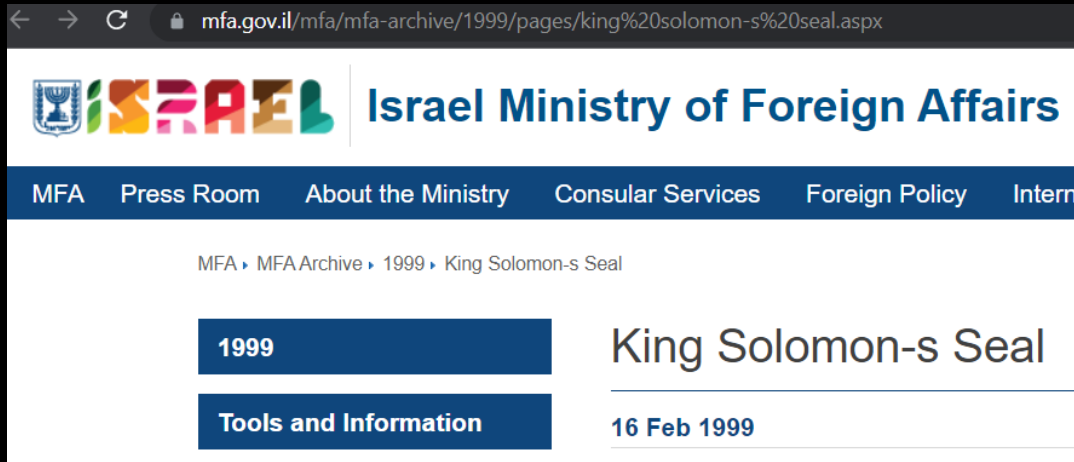 mfa.gov.il/mfa/mfa-archive/1999/pages/king%20solomon-s%20seal.aspx
ISRAEL Israel Ministry of Foreign Affairs
MFA Press Room About the Ministry Consular Services Foreign Policy Intern
MFA MFA Archive 1999 King Solomon-s Seal
1999
King Solomon-s Seal
Tools and Information
16 Feb 1999